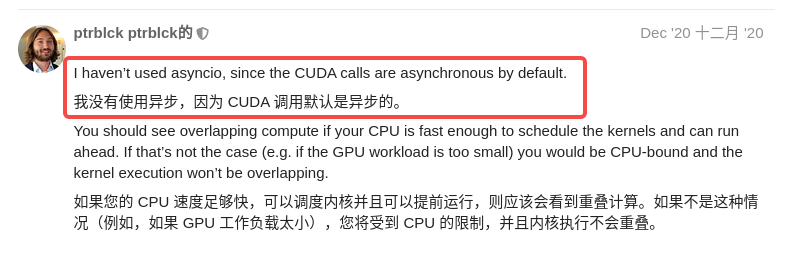 ptrblck ptrblck的
Dec '20 十二月 '20
I haven’t used asyncio, since the CUDA calls are asynchronous by default.
我没有使用异步，因为 CUDA 调用默认是异步的。
You should see overlapping compute if your CPU is fast enough to schedule the kernels and can run
ahead. If that’s not the case (e.g. if the GPU workload is too small) you would be CPU-bound and the
kernel execution won’t be overlapping.
如果您的 CPU 速度足够快，可以调度内核并且可以提前运行，则应该会看到重叠计算。如果不是这种情
况（例如，如果 GPU 工作负载太小），您将受到 CPU 的限制，并且内核执行不会重叠。